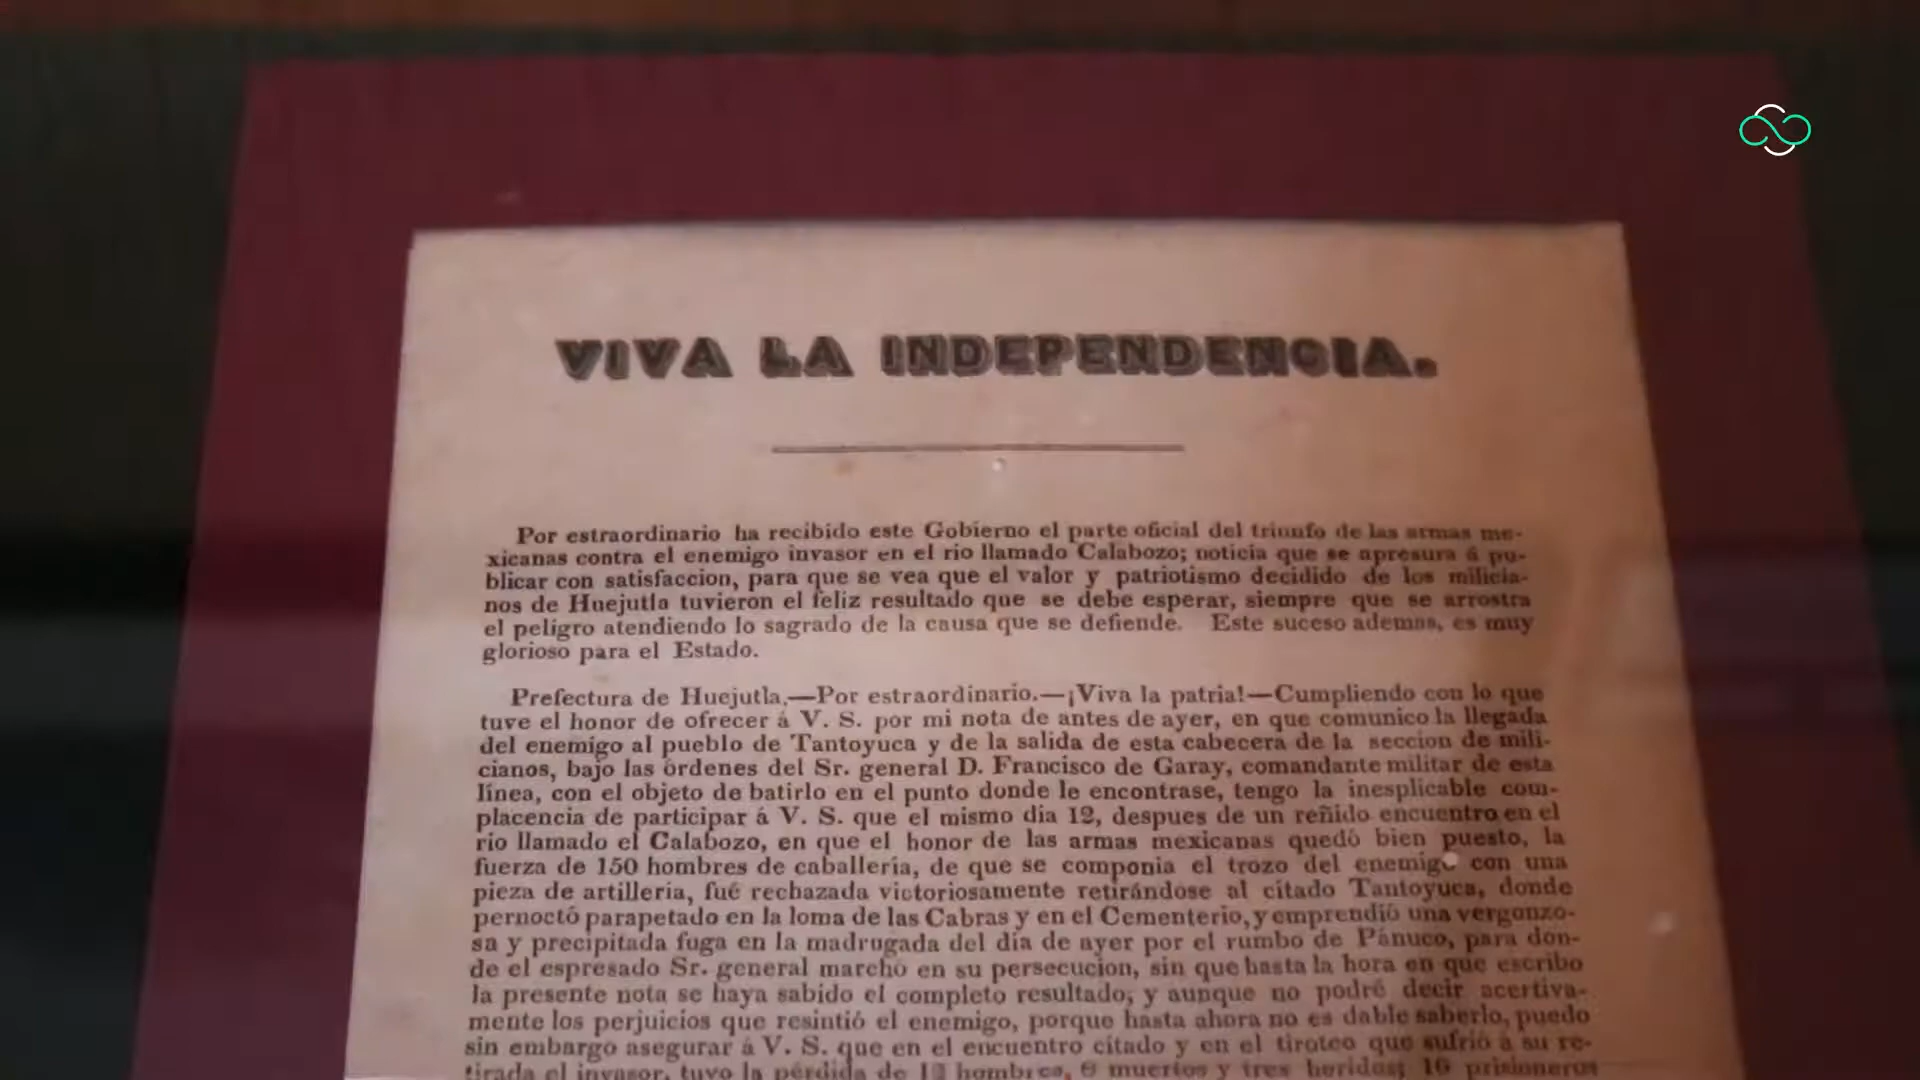 VIVA LA INDEPENDENCIA.
Por estraordinario ha recibido este Gobierno el parte oficial del triunfo de las armas me-
xicanas contra el enemigo invasor en el rio llamado Calabozo; noticia que se apresura á pu-
blicar con satisfaccion, para que se vea que el valor y patriotismo decidido de los milicia-
nos de Huejutla tuvieron el feliz resultado que se debe esperar, siempre que se arrostra
el peligro atendiendo lo sagrado de la causa que se defiende. Este suceso ademas, es muy
glorioso para el Estado.
Prefectura de Huejutla.—Por estraordinario.—¡Viva la patria!—Cumpliendo con lo que
tuve el honor de ofrecer á V. S. por mi nota de antes de ayer, en que comunico la llegada
del enemigo al pueblo de Tantoyuca y de la salida de esta cabecera de la seccion de mili-
cianos, bajo las órdenes del Sr. general D. Francisco de Garay, comandante militar de esta
línea, con el objeto de batirlo en el punto donde le encontrase, tengo la inesplicable com-
placencia de participar á V. S. que el mismo dia 12, despues de un reñido encuentro en el
rio llamado el Calabozo, en que el honor de las armas mexicanas quedó bien puesto, la
fuerza de 150 hombres de caballería, de que se componia el trozo del enemigo con una
pieza de artillería, fué rechazada victoriosamente retirándose al citado Tantoyuca, donde
pernoctó parapetado en la loma de las Cabras y en el Cementerio, y emprendió una vergonzo-
sa y precipitada fuga en la madrugada del dia de ayer por el rumbo de Pánuco, para don-
de el espresado Sr. general marchó en su persecucion, sin que hasta la hora en que escribo
la presente nota se haya sabido el completo resultado; y aunque no podré decir acertiva-
mente los perjuicios que resintió el enemigo, porque hasta ahora no es dable saberlo, puedo
sin embargo asegurar á V. S. que en el encuentro citado y en el tiroteo que sufrió á su re-
tirada el invasor, tuvo la pérdida de hombres, 6 muertos y tres heridos; 10 prisioneros